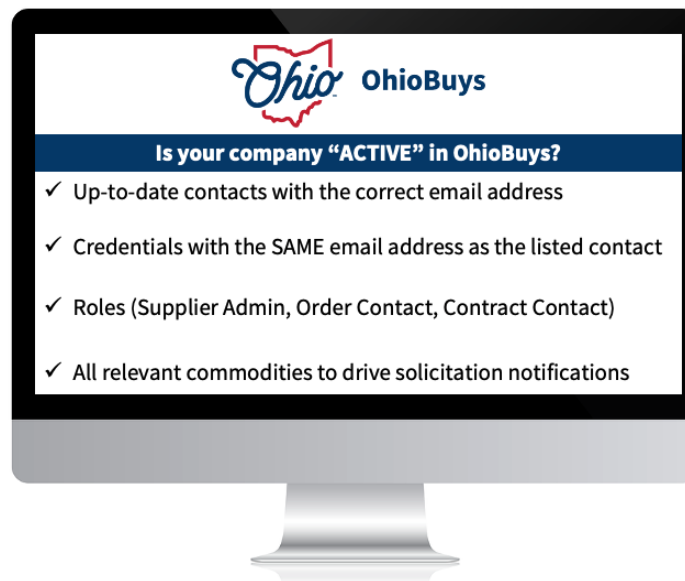 Ohio OhioBuys
Is your company “ACTIVE” in OhioBuys?
✓ Up-to-date contacts with the correct email address
✓ Credentials with the SAME email address as the listed contact
✓ Roles (Supplier Admin, Order Contact, Contract Contact)
✓ All relevant commodities to drive solicitation notifications